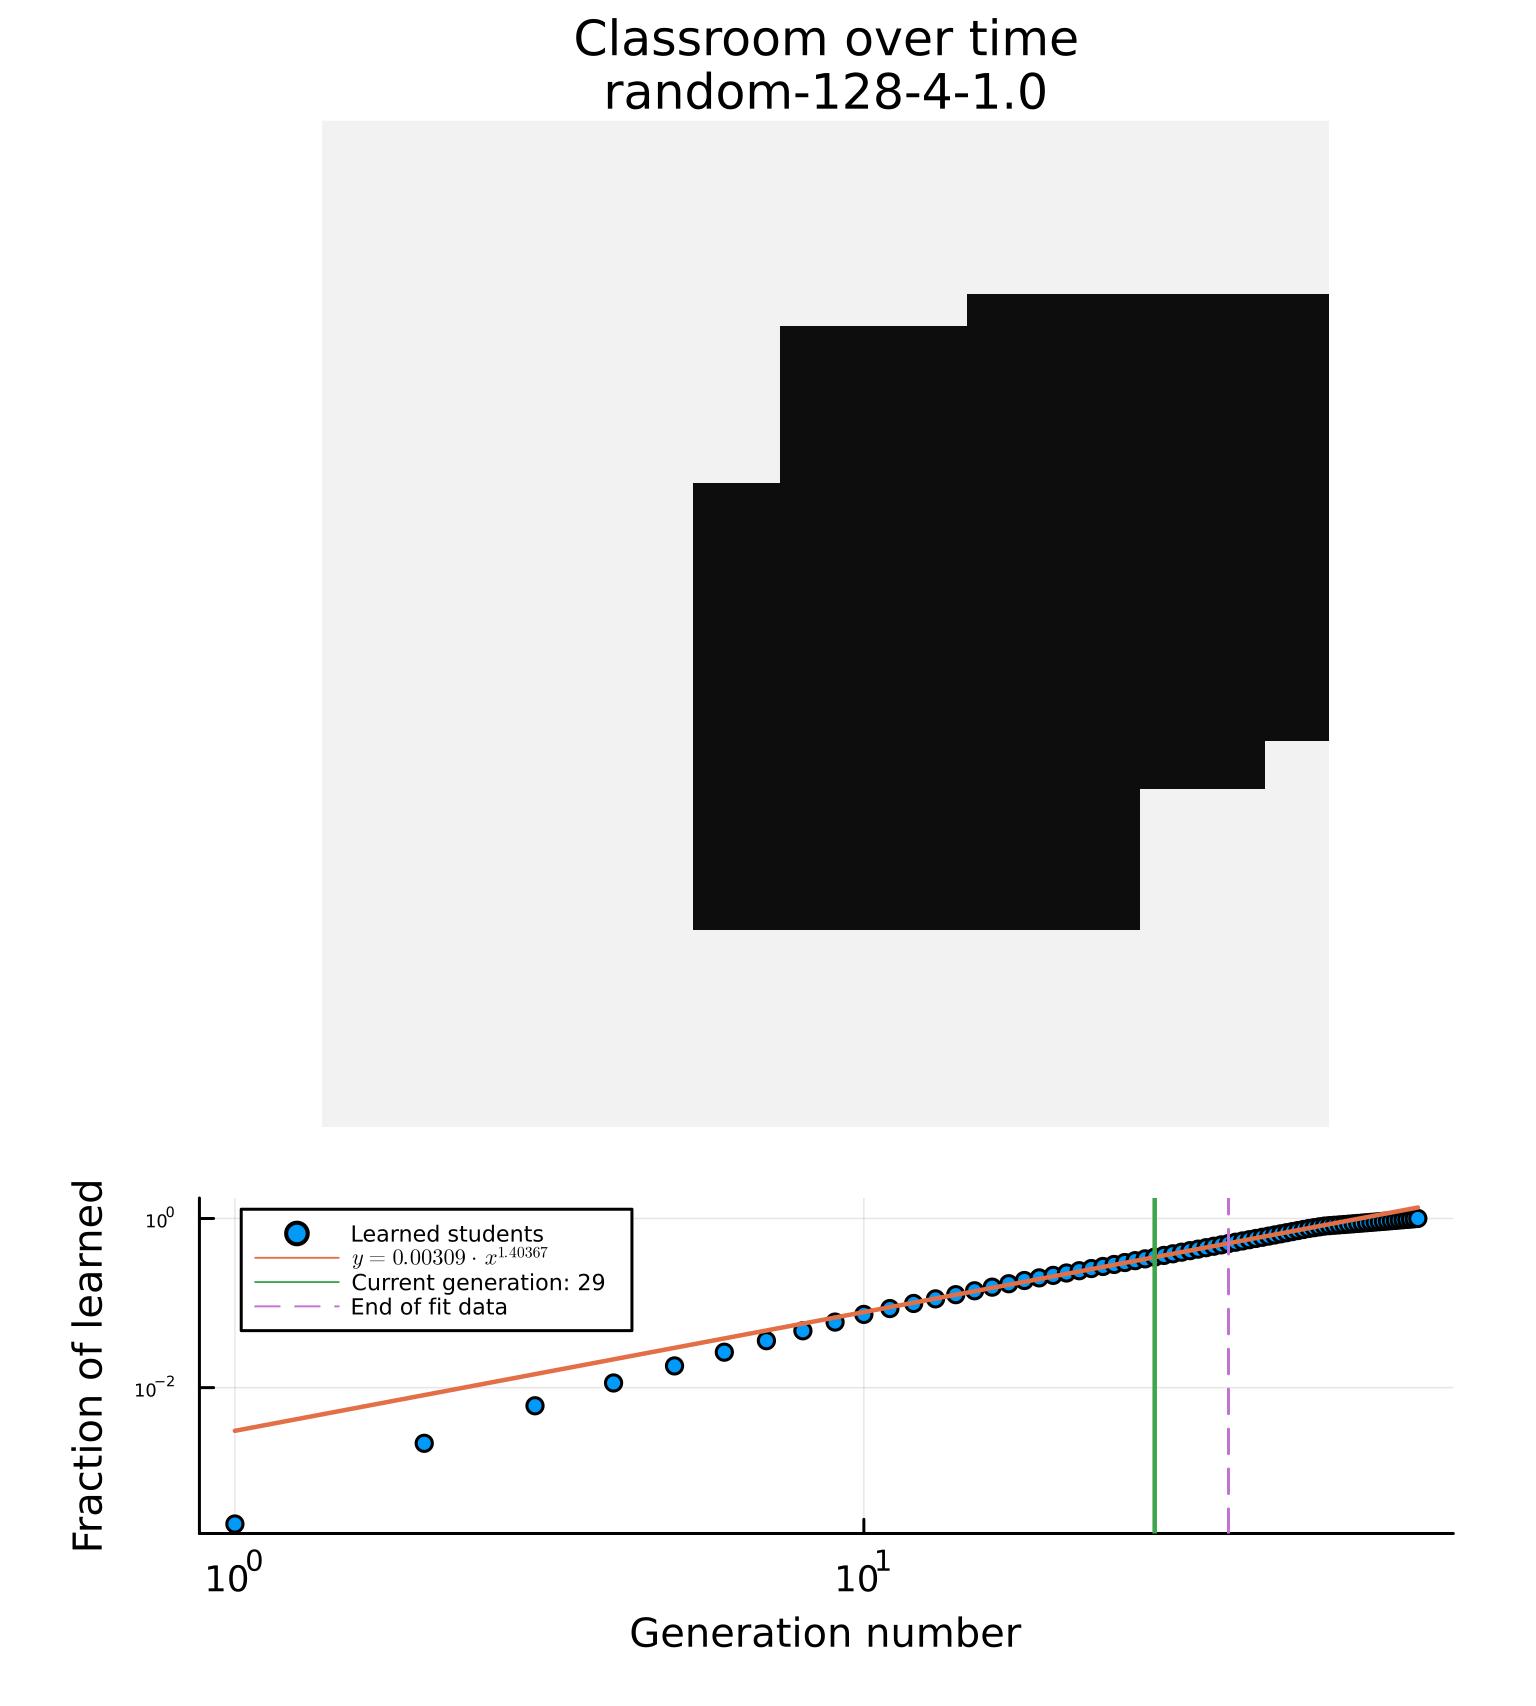 Classroom over time
random-128-4-1.0
Fraction of learned
10^0
10^-2
Learned students
y = 0.00309 · x^1.40367
Current generation: 29
End of fit data
10^0
10^1
Generation number